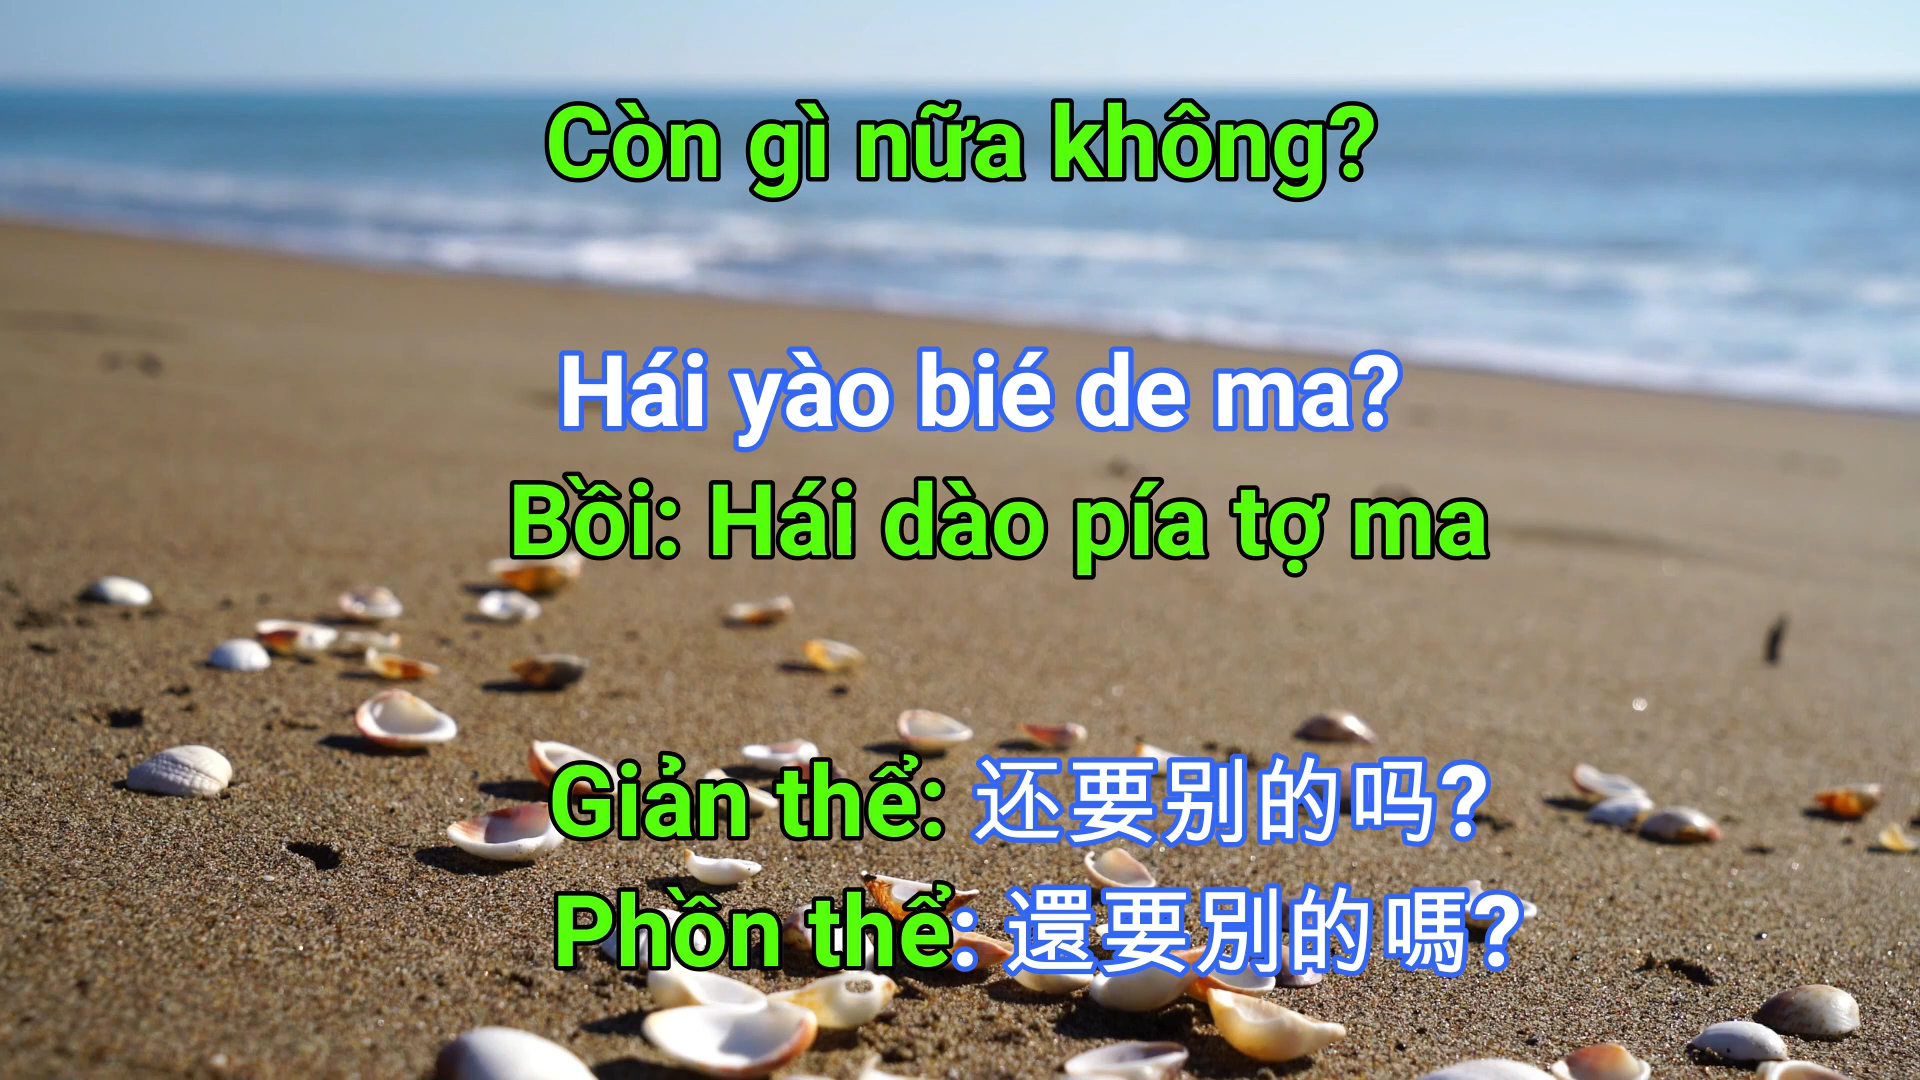 Còn gì nữa không?
Hái yào bié de ma?
Bồi: Hái dào pía tợ ma
Giản thể: 还要别的吗?
Phồn thể: 還要別的嗎?